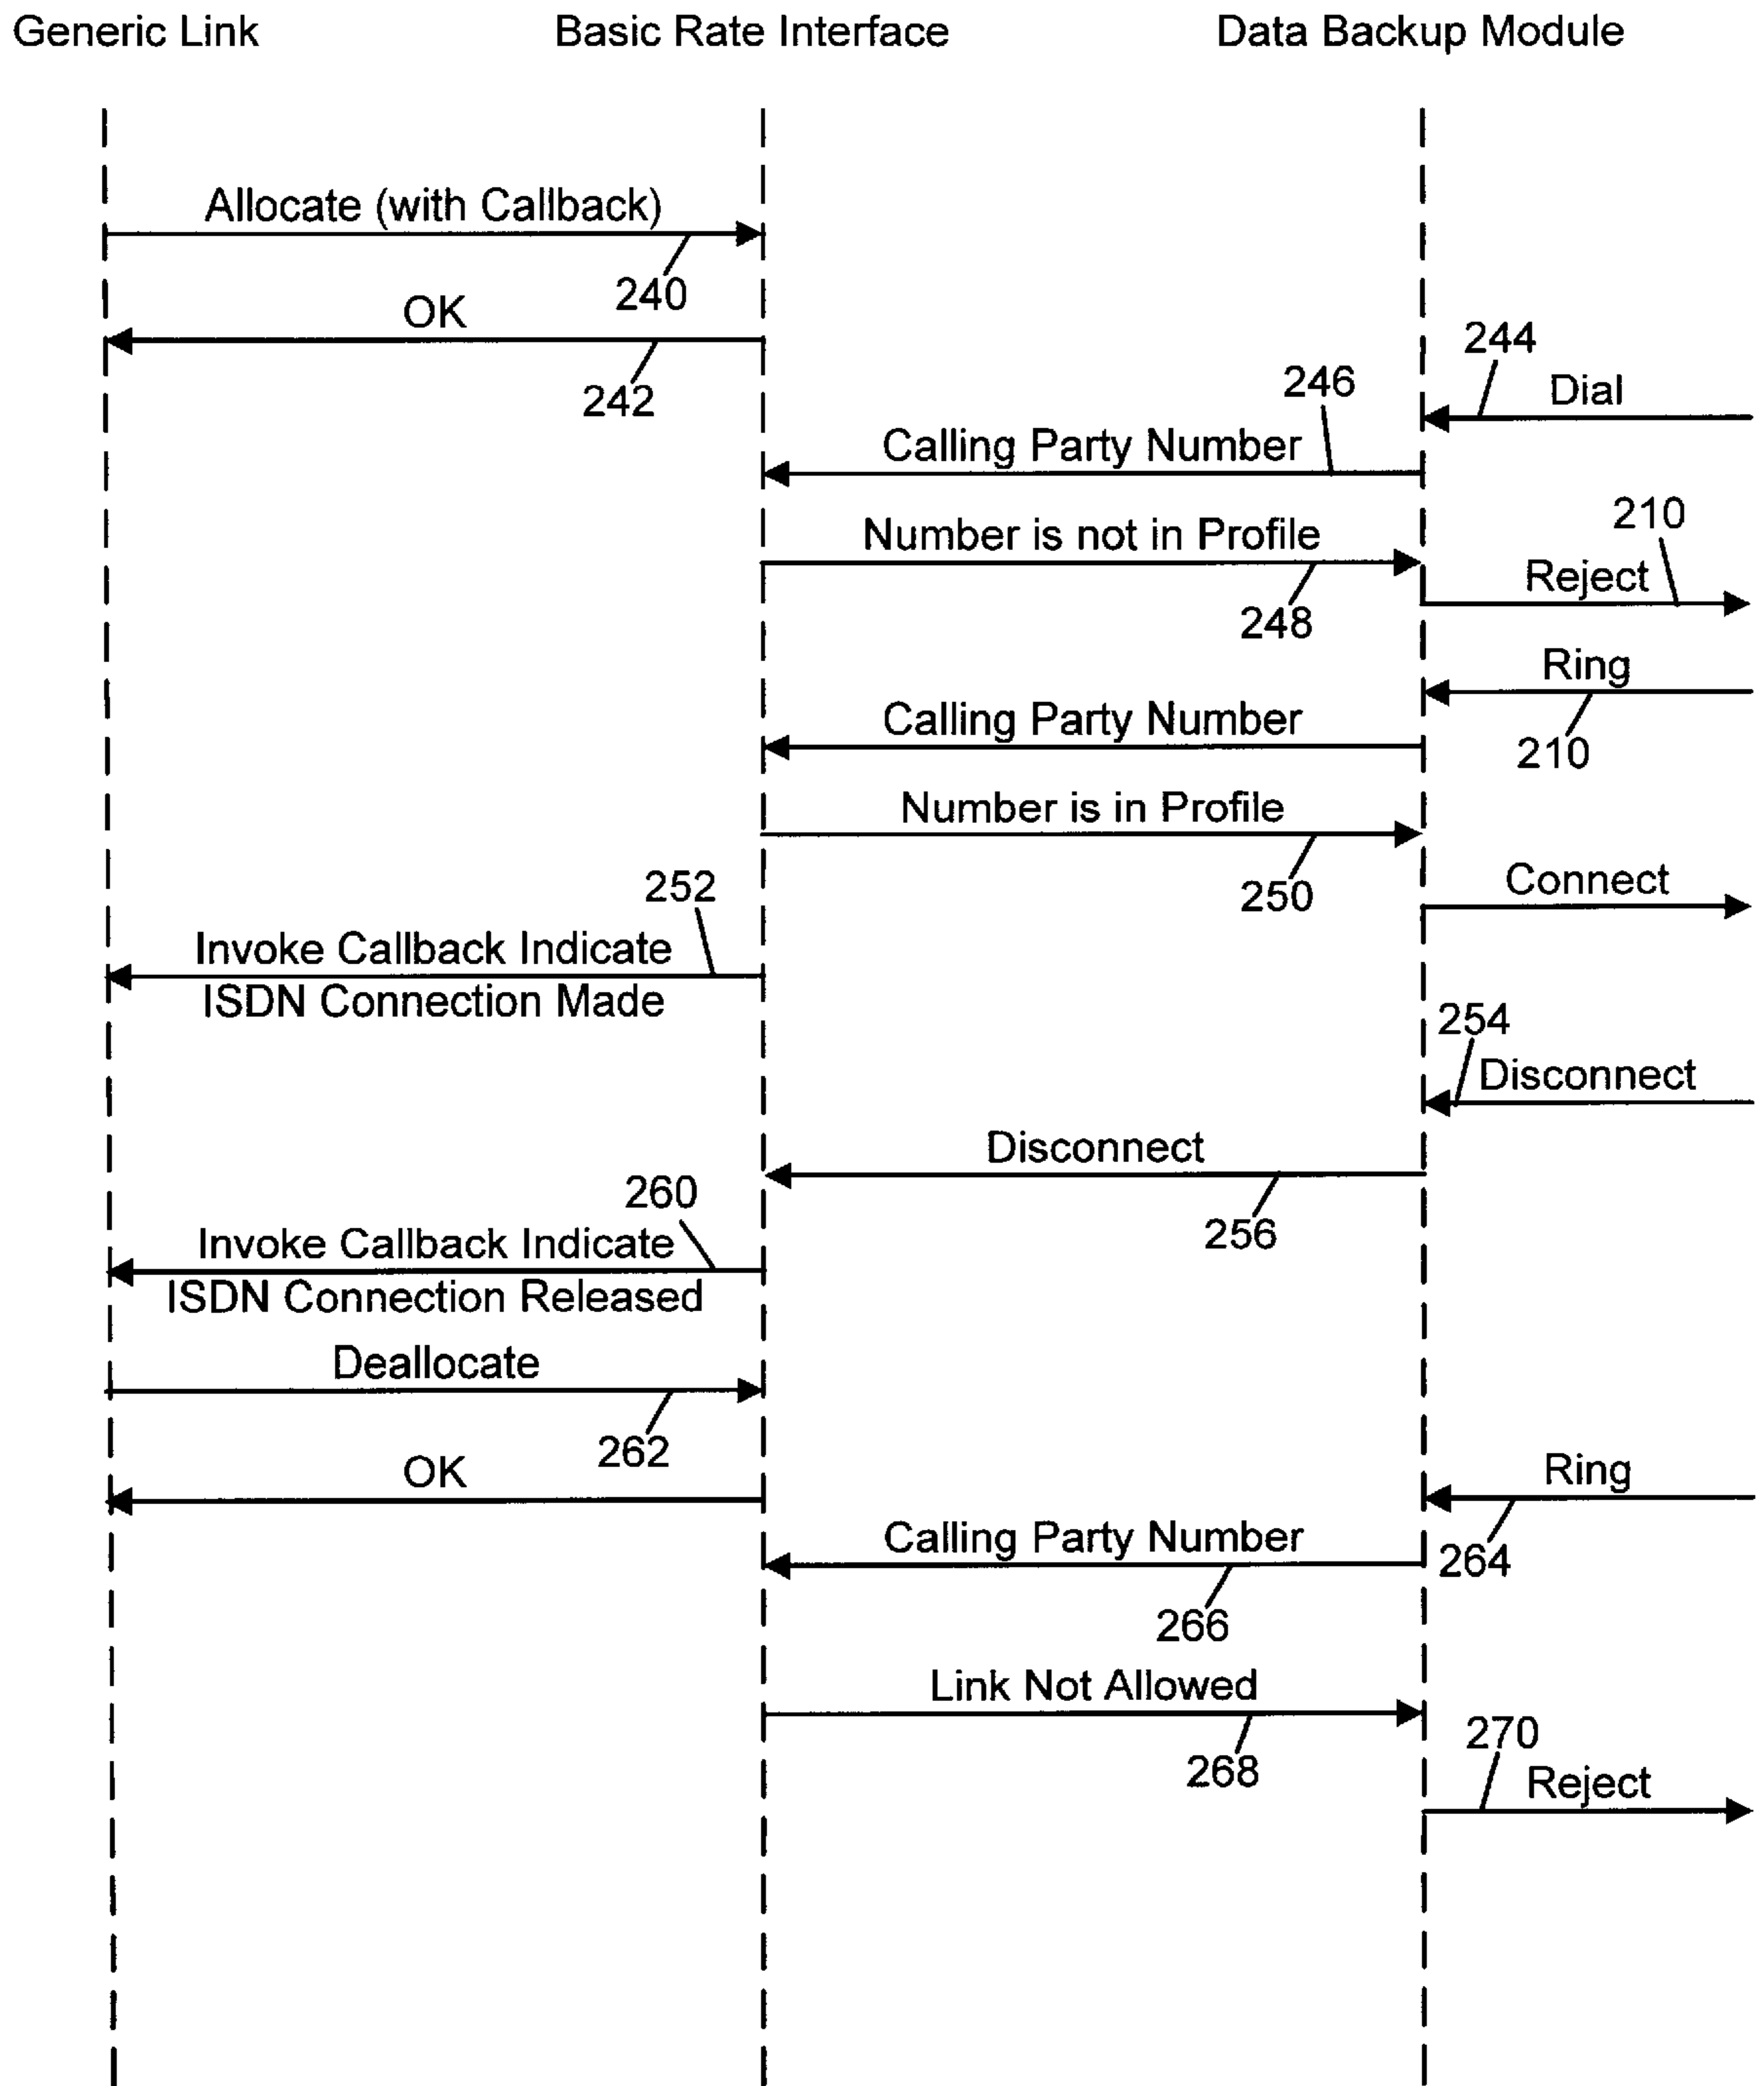 Generic Link
Basic Rate Interface
Data Backup Module
Allocate (with Callback)
240
OK
242
244
Dial
246
Calling Party Number
Number is not in Profile
248
210
Reject
Ring
210
Calling Party Number
Number is in Profile
250
Connect
252
Invoke Callback Indicate
ISDN Connection Made
254
Disconnect
Disconnect
256
260
Invoke Callback Indicate
ISDN Connection Released
Deallocate
262
OK
Ring
264
Calling Party Number
266
Link Not Allowed
268
270
Reject